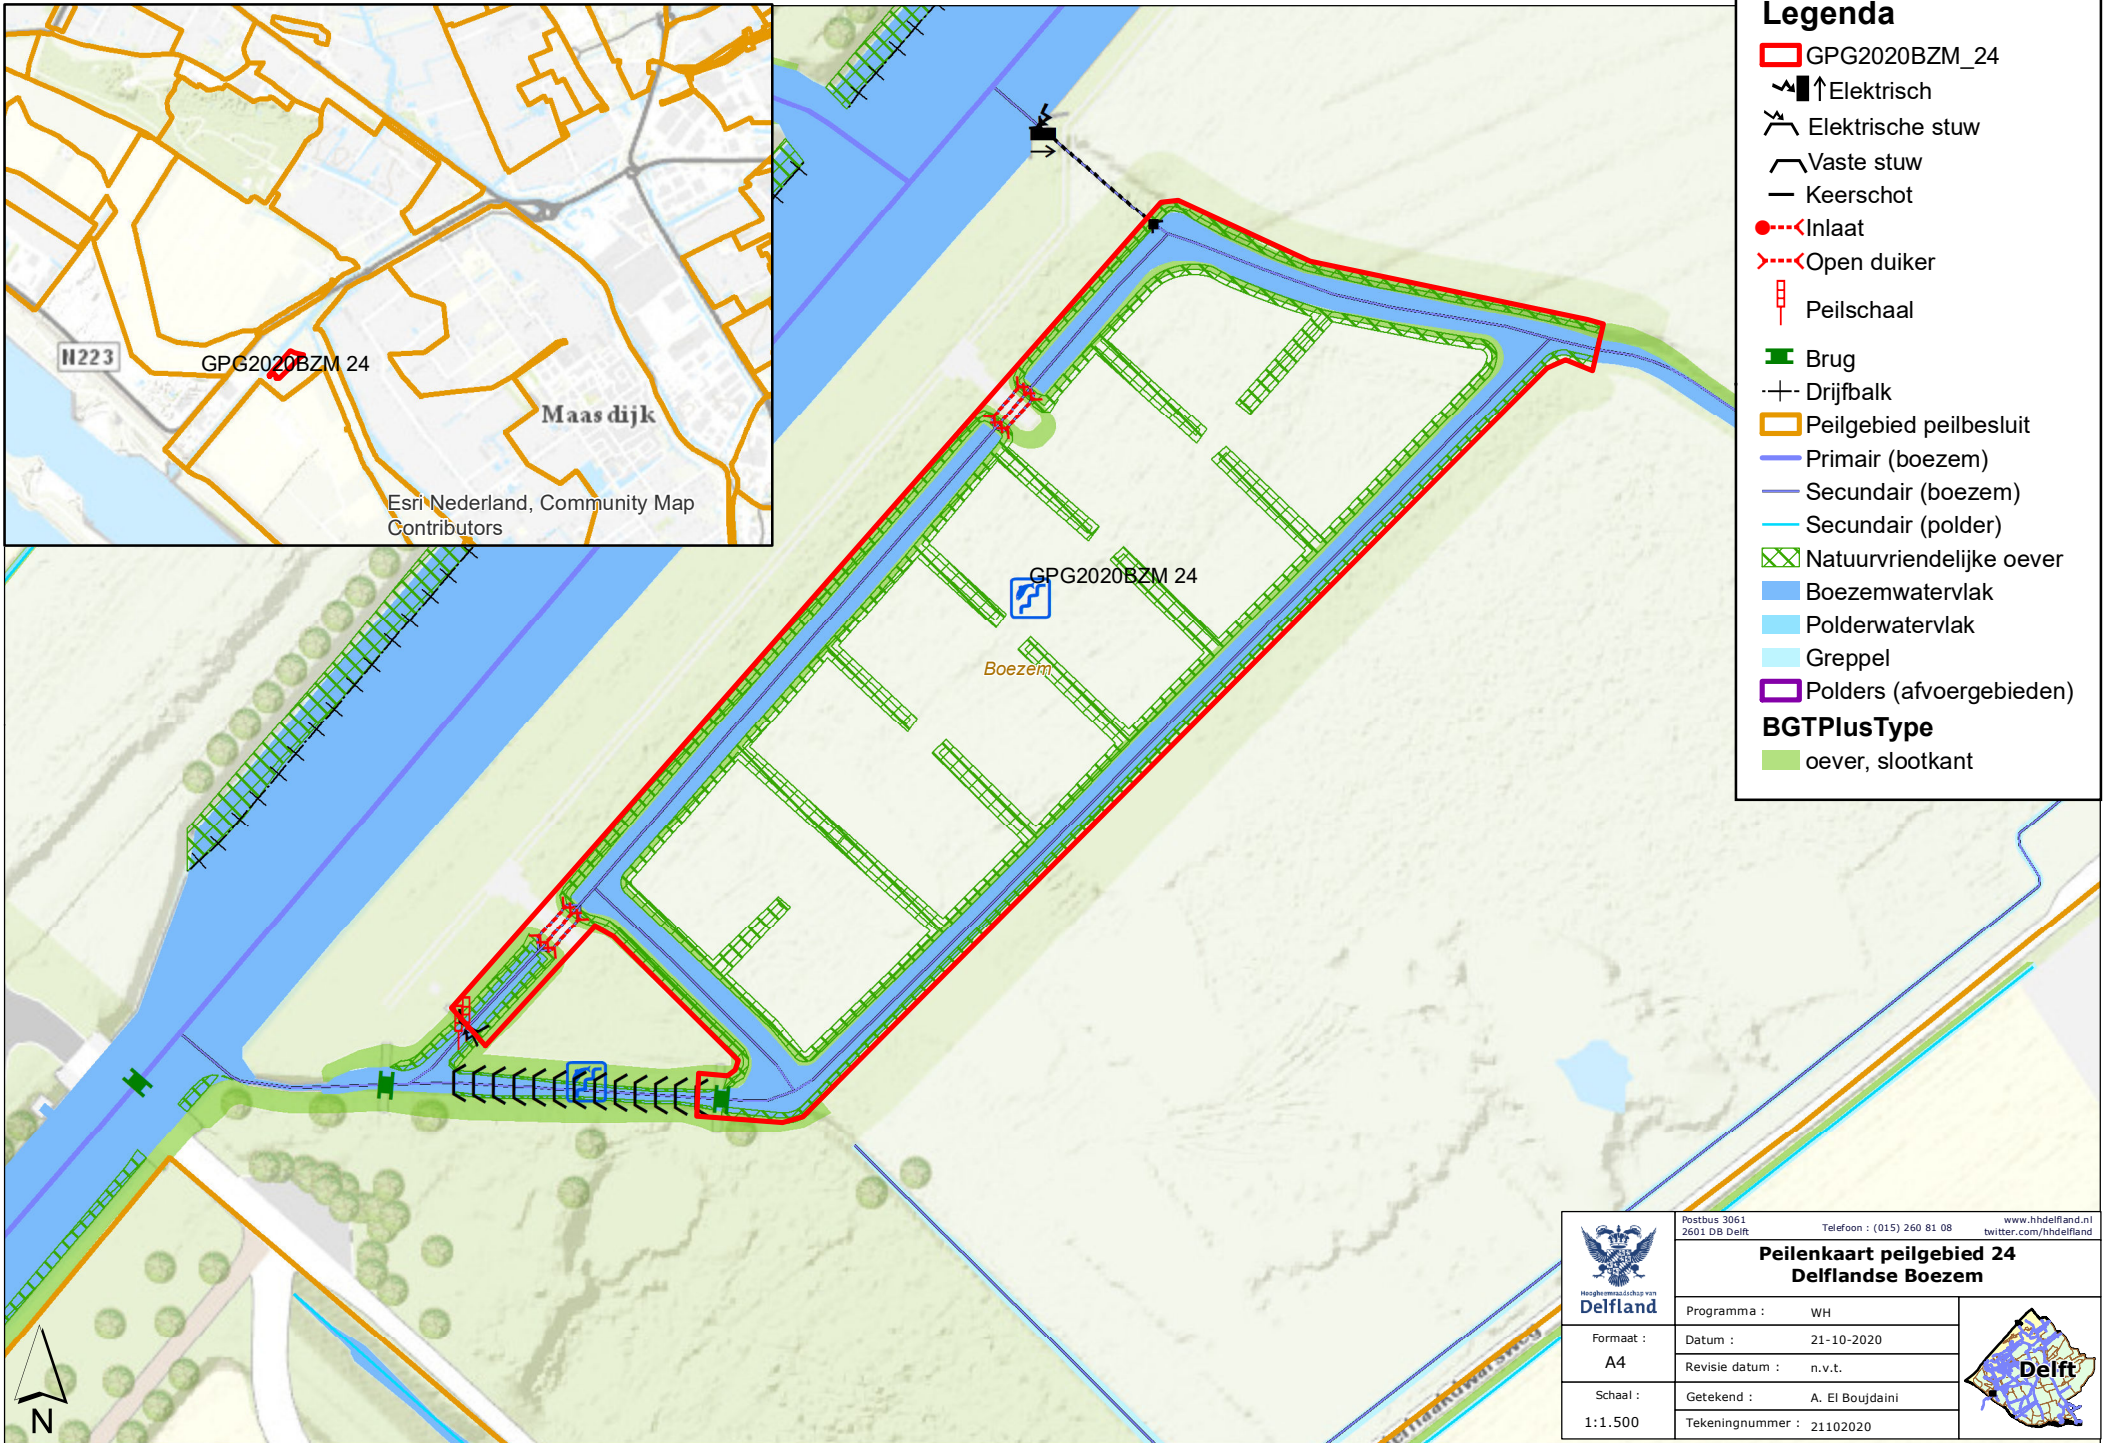 N223
GPG2020BZM 24
Maasdijk
Esri Nederland, Community Map
Contributors
GPG2020BZM 24
Boezem
N
Legenda
GPG2020BZM_24
Elektrisch
Elektrische stuw
Vaste stuw
Keerschot
Inlaat
Open duiker
Peilschaal
Brug
Drijfbalk
Peilgebied peilbesluit
Primair (boezem)
Secundair (boezem)
Secundair (polder)
Natuurvriendelijke oever
Boezemwatervlak
Polderwatervlak
Greppel
Polders (afvoergebieden)
BGTPlusType
oever, slootkant
Hoogheemraadschap van
Delfland
Postbus 3061
2601 DB Delft
Telefoon : (015) 260 81 08
www.hhdelfland.nl
twitter.com/hhdelfland
Peilenkaart peilgebied 24
Delflandse Boezem
Formaat :
A4
Schaal :
1:1.500
Programma : WH
Datum : 21-10-2020
Revisie datum : n.v.t.
Getekend : A. El Boujdaini
Tekeningnummer : 21102020
Delft